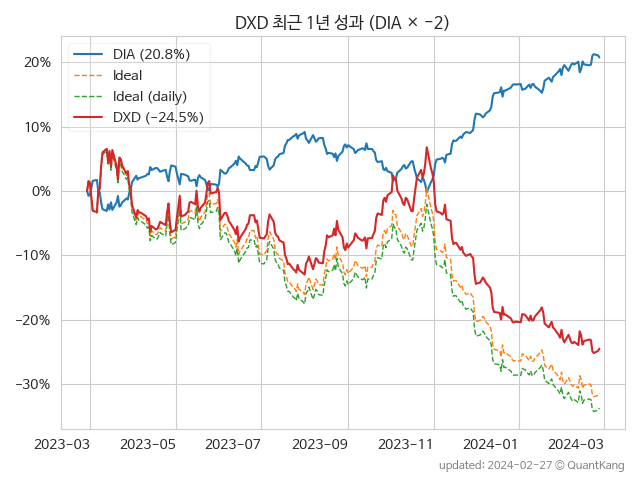 DXD 최근 1년 성과 (DIA × −2)
DIA (20.8%)
Ideal
Ideal (daily)
DXD (−24.5%)
20%
10%
0%
−10%
−20%
−30%
2023−03
2023−05
2023−07
2023−09
2023−11
2024−01
2024−03
updated: 2024−02−27 © QuantKang